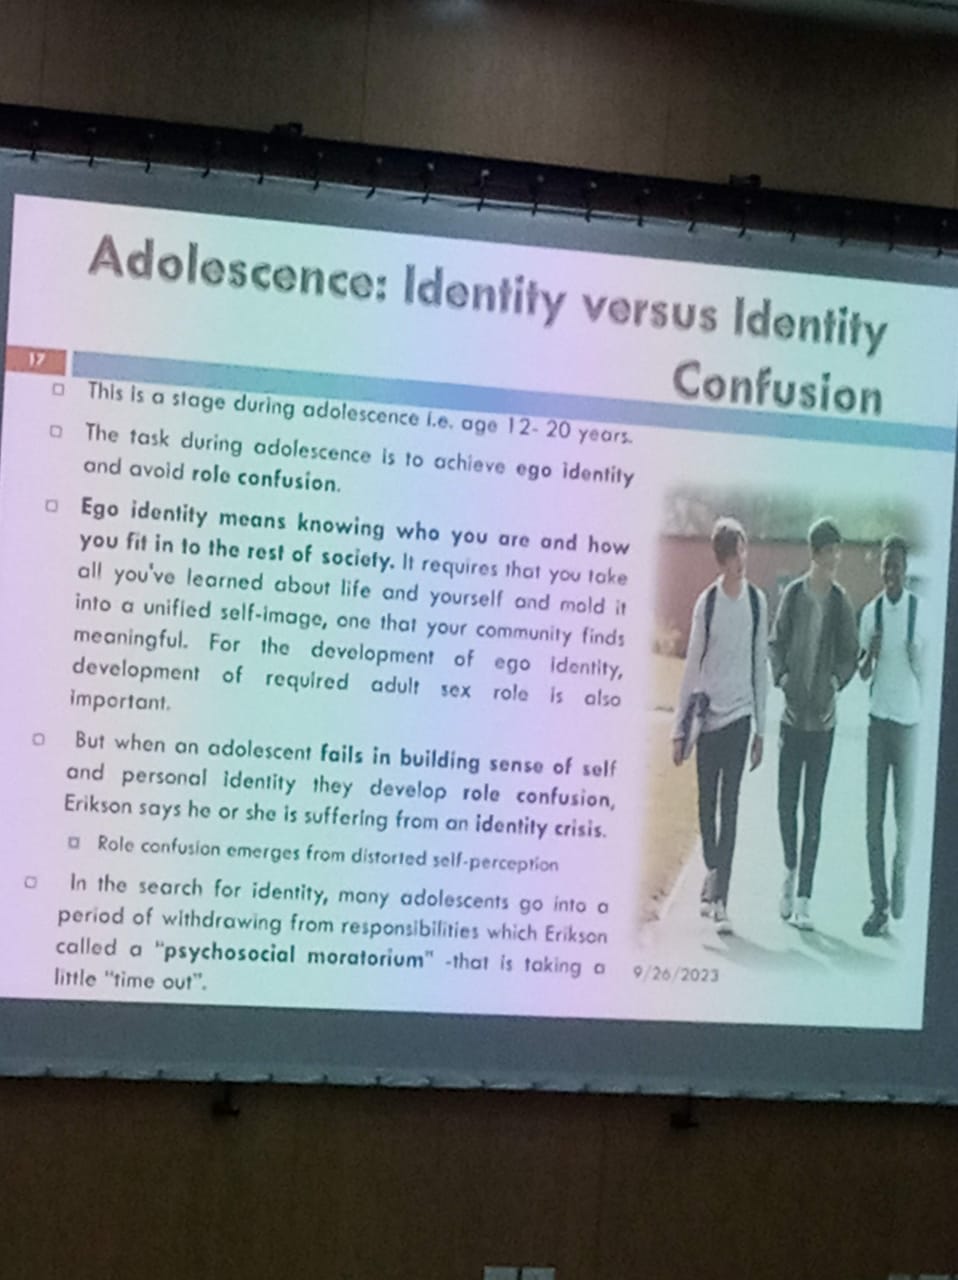 Adolescence: Identity versus Identity
Confusion
17
This is a stage during adolescence i.e. age 12- 20 years.
The task during adolescence is to achieve ego identity
and avoid role confusion.
Ego identity means knowing who you are and how
you fit in to the rest of society. It requires that you take
all you've learned about life and yourself and mold it
into a unified self-image, one that your community finds
meaningful. For the development of ego identity,
development of required adult sex role is also
important.
But when an adolescent fails in building sense of self
and personal identity they develop role confusion,
Erikson says he or she is suffering from an identity crisis.
Role confusion emerges from distorted self-perception
In the search for identity, many adolescents go into a
period of withdrawing from responsibilities which Erikson
called a "psychosocial moratorium" -that is taking a
little "time out".
9/26/2023